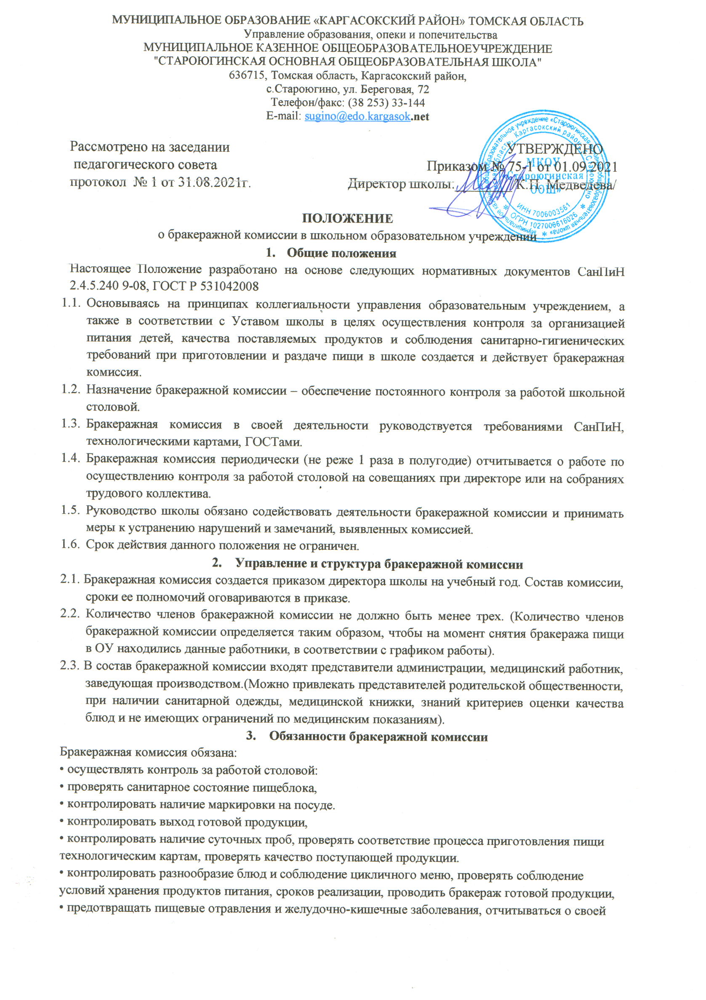 МУНИЦИПАЛЬНОЕ ОБРАЗОВАНИЕ «КАРГАСОКСКИЙ РАЙОН» ТОМСКАЯ ОБЛАСТЬ
Управление образования, опеки и попечительства
МУНИЦИПАЛЬНОЕ КАЗЕННОЕ ОБЩЕОБРАЗОВАТЕЛЬНОЕУЧРЕЖДЕНИЕ
"СТАРОЮГИНСКАЯ ОСНОВНАЯ ОБЩЕОБРАЗОВАТЕЛЬНАЯ ШКОЛА"
636715, Томская область, Каргасокский район,
с.Староюгино, ул. Береговая, 72
Телефон/факс: (38 253) 33-144
E-mail: sugino@edo.kargasok.net
Рассмотрено на заседании
педагогического совета
протокол № 1 от 31.08.2021г.
УТВЕРЖДЕНО
Приказом № 75-1 от 01.09.2021
Директор школы:________/К.П. Медведева/
МКОУ
«Староюгинская
ООШ»
ИНН 7006003561
ОГРН 1027000616026
ПОЛОЖЕНИЕ
о бракеражной комиссии в школьном образовательном учреждении
1. Общие положения
Настоящее Положение разработано на основе следующих нормативных документов СанПиН
2.4.5.240 9-08, ГОСТ Р 531042008
1.1. Основываясь на принципах коллегиальности управления образовательным учреждением, а
также в соответствии с Уставом школы в целях осуществления контроля за организацией
питания детей, качества поставляемых продуктов и соблюдения санитарно-гигиенических
требований при приготовлении и раздаче пищи в школе создается и действует бракеражная
комиссия.
1.2. Назначение бракеражной комиссии – обеспечение постоянного контроля за работой школьной
столовой.
1.3. Бракеражная комиссия в своей деятельности руководствуется требованиями СанПиН,
технологическими картами, ГОСТами.
1.4. Бракеражная комиссия периодически (не реже 1 раза в полугодие) отчитывается о работе по
осуществлению контроля за работой столовой на совещаниях при директоре или на собраниях
трудового коллектива.
1.5. Руководство школы обязано содействовать деятельности бракеражной комиссии и принимать
меры к устранению нарушений и замечаний, выявленных комиссией.
1.6. Срок действия данного положения не ограничен.
2. Управление и структура бракеражной комиссии
2.1. Бракеражная комиссия создается приказом директора школы на учебный год. Состав комиссии,
сроки ее полномочий оговариваются в приказе.
2.2. Количество членов бракеражной комиссии не должно быть менее трех. (Количество членов
бракеражной комиссии определяется таким образом, чтобы на момент снятия бракеража пищи
в ОУ находились данные работники, в соответствии с графиком работы).
2.3. В состав бракеражной комиссии входят представители администрации, медицинский работник,
заведующая производством.(Можно привлекать представителей родительской общественности,
при наличии санитарной одежды, медицинской книжки, знаний критериев оценки качества
блюд и не имеющих ограничений по медицинским показаниям).
3. Обязанности бракеражной комиссии
Бракеражная комиссия обязана:
• осуществлять контроль за работой столовой:
• проверять санитарное состояние пищеблока,
• контролировать наличие маркировки на посуде.
• контролировать выход готовой продукции,
• контролировать наличие суточных проб, проверять соответствие процесса приготовления пищи
технологическим картам, проверять качество поступающей продукции.
• контролировать разнообразие блюд и соблюдение цикличного меню, проверять соблюдение
условий хранения продуктов питания, сроков реализации, проводить бракераж готовой продукции,
• предотвращать пищевые отравления и желудочно-кишечные заболевания, отчитываться о своей